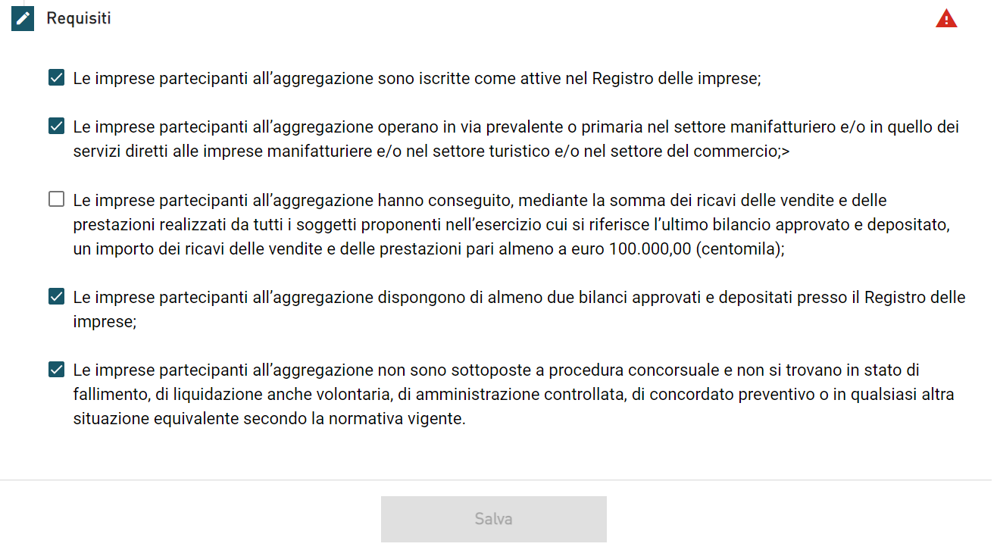 Requisiti
Le imprese partecipanti all’aggregazione sono iscritte come attive nel Registro delle imprese;
Le imprese partecipanti all’aggregazione operano in via prevalente o primaria nel settore manifatturiero e/o in quello dei
servizi diretti alle imprese manifatturiere e/o nel settore turistico e/o nel settore del commercio;>
Le imprese partecipanti all’aggregazione hanno conseguito, mediante la somma dei ricavi delle vendite e delle
prestazioni realizzati da tutti i soggetti proponenti nell’esercizio cui si riferisce l’ultimo bilancio approvato e depositato,
un importo dei ricavi delle vendite e delle prestazioni pari almeno a euro 100.000,00 (centomila);
Le imprese partecipanti all’aggregazione dispongono di almeno due bilanci approvati e depositati presso il Registro delle
imprese;
Le imprese partecipanti all’aggregazione non sono sottoposte a procedura concorsuale e non si trovano in stato di
fallimento, di liquidazione anche volontaria, di amministrazione controllata, di concordato preventivo o in qualsiasi altra
situazione equivalente secondo la normativa vigente.
Salva